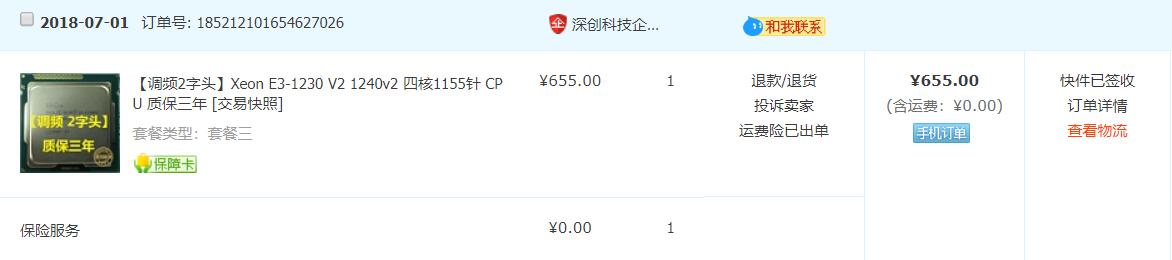 2018-07-01 订单号: 185212101654627026 深创科技企... 和我联系
【调频2字头】Xeon E3-1230 V2 1240v2 四核1155针 CP
U 质保三年 [交易快照]
套餐类型：套餐三
保障卡
【调频 2字头】
质保三年
¥655.00
1
退款/退货
投诉卖家
运费险已出单
¥655.00
(含运费：¥0.00)
手机订单
快件已签收
订单详情
查看物流
保险服务 ¥0.00 1